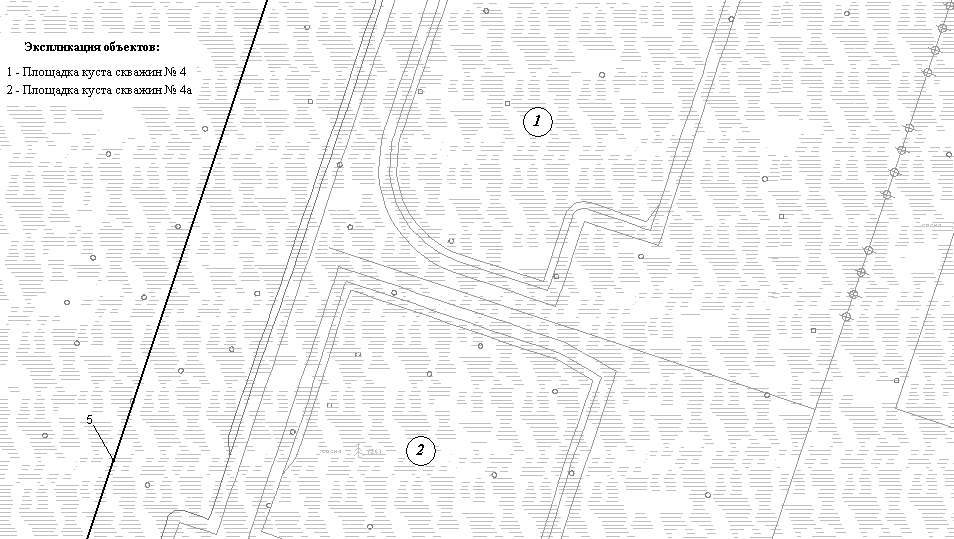 Экспликация объектов:
1 - Площадка куста скважин № 4
2 - Площадка куста скважин № 4а
1
5
2